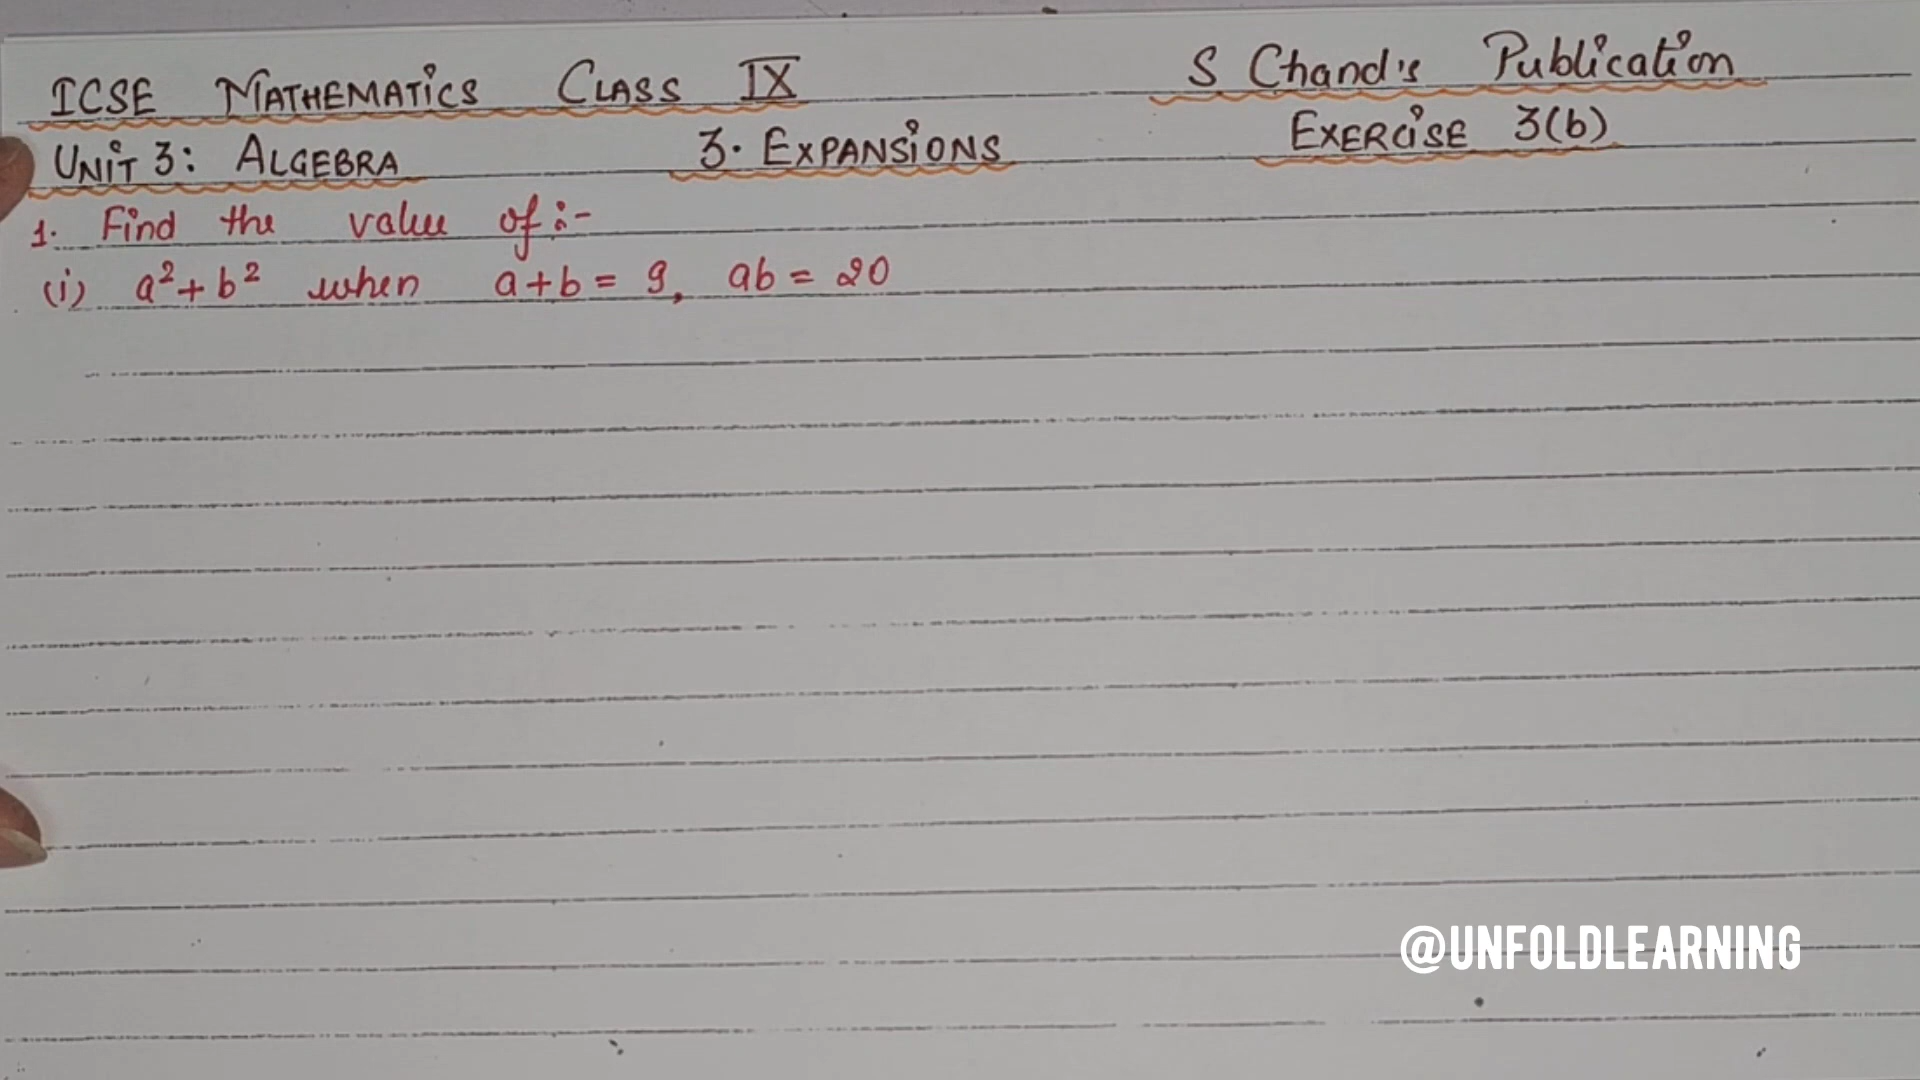 ICSE MATHEMATICS CLASS IX S Chand's Publication
UNIT 3: ALGEBRA 3. EXPANSIONS EXERCISE 3(b)
1. Find the value of :-
(i) a² + b² when a + b = 9, ab = 20
@UNFOLDLEARNING